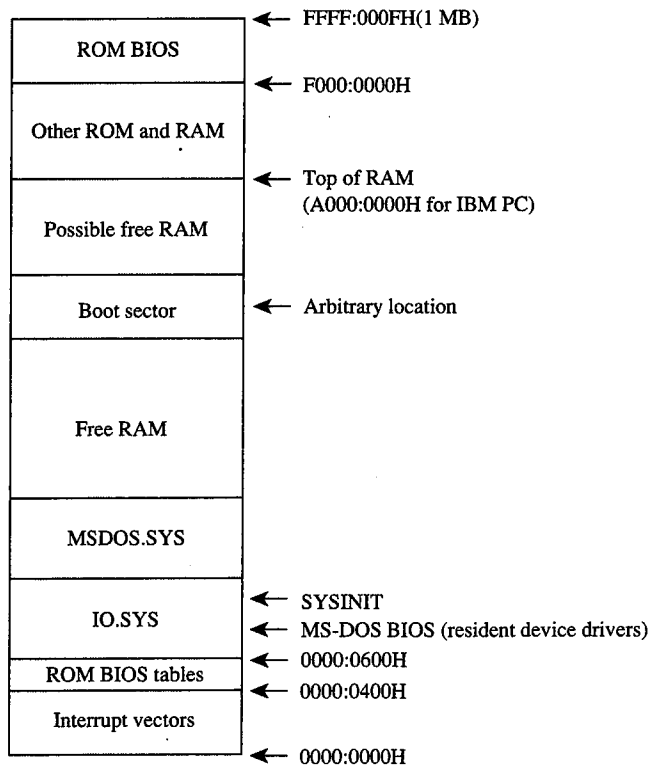 FFFF:000FH(1 MB)
ROM BIOS
F000:0000H
Other ROM and RAM
Top of RAM
(A000:0000H for IBM PC)
Possible free RAM
Boot sector
Arbitrary location
Free RAM
MSDOS.SYS
SYSINIT
IO.SYS
MS-DOS BIOS (resident device drivers)
0000:0600H
ROM BIOS tables
0000:0400H
Interrupt vectors
0000:0000H